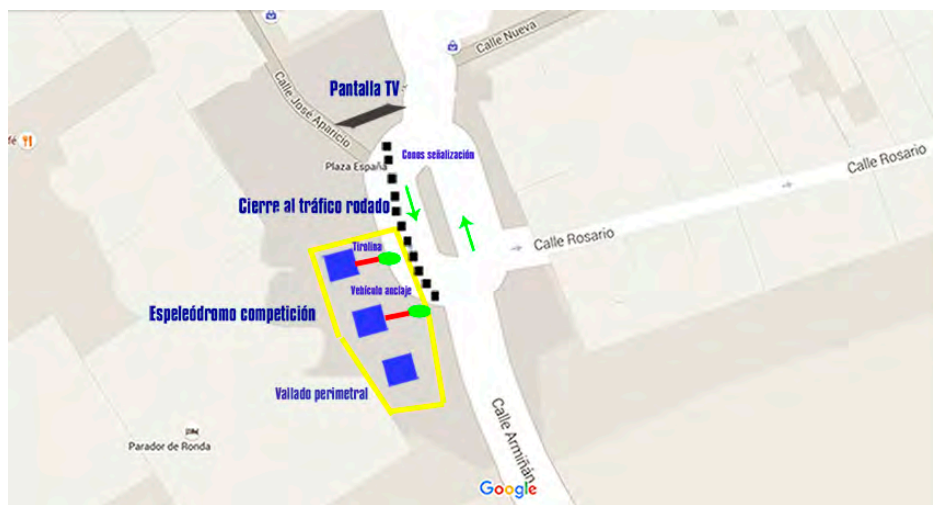 Calle Nueva
Pantalla TV
Calle José Aparicio
fé
Plaza España
Conos señalización
Calle Rosario
Cierre al tráfico rodado
Calle Rosario
Tirolina
Vehículo anclaje
Espeleódromo competición
Vallado perimetral
Calle Armiñán
Parador de Ronda
Google